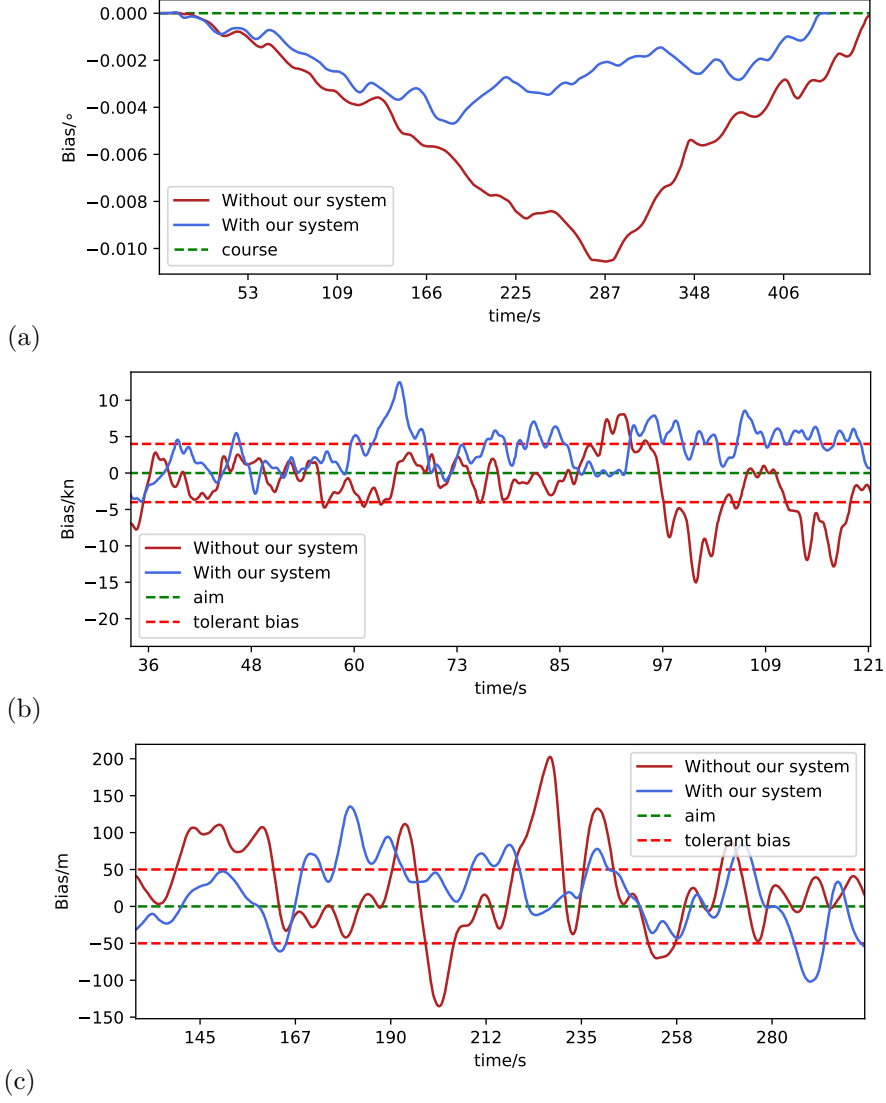 0.000
−0.002
−0.004
−0.006
−0.008
−0.010
Bias/∘
Without our system
With our system
course
53 109 166 225 287 348 406
time/s
(a)
10
5
0
−5
−10
−15
−20
Bias/kn
Without our system
With our system
aim
tolerant bias
36 48 60 73 85 97 109 121
time/s
(b)
200
150
100
50
0
−50
−100
−150
Bias/m
Without our system
With our system
aim
tolerant bias
145 167 190 212 235 258 280
time/s
(c)